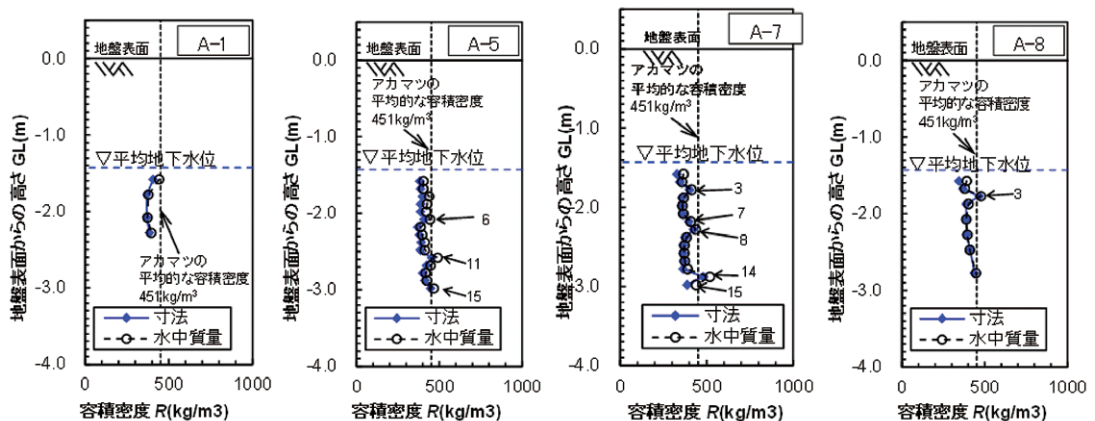 A-1
地盤表面
0.0
-1.0
-2.0
-3.0
-4.0
地盤表面からの高さ GL(m)
▽平均地下水位
アカマツの
平均的な容積密度
451kg/m³
寸法
水中質量
0
500
1000
容積密度 R(kg/m3)
A-5
地盤表面
0.0
-1.0
-2.0
-3.0
-4.0
地盤表面からの高さ GL(m)
アカマツの
平均的な容積密度
451kg/m³
▽平均地下水位
6
11
15
寸法
水中質量
0
500
1000
容積密度 R(kg/m3)
A-7
地盤表面
0.0
-1.0
-2.0
-3.0
-4.0
地盤表面からの高さ GL(m)
アカマツの
平均的な容積密度
451kg/m³
▽平均地下水位
3
7
8
14
15
寸法
水中質量
0
500
1000
容積密度 R(kg/m3)
A-8
地盤表面
0.0
-1.0
-2.0
-3.0
-4.0
地盤表面からの高さ GL(m)
アカマツの
平均的な容積密度
451kg/m³
▽平均地下水位
3
寸法
水中質量
0
500
1000
容積密度 R(kg/m3)